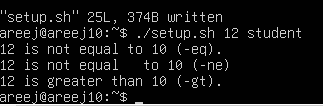 "setup.sh" 25L, 374B written
areej@areej10:~$ ./setup.sh 12 student
12 is not equal to 10 (-eq).
12 is not equal   to 10 (-ne)
12 is greater than 10 (-gt).
areej@areej10:~$ _